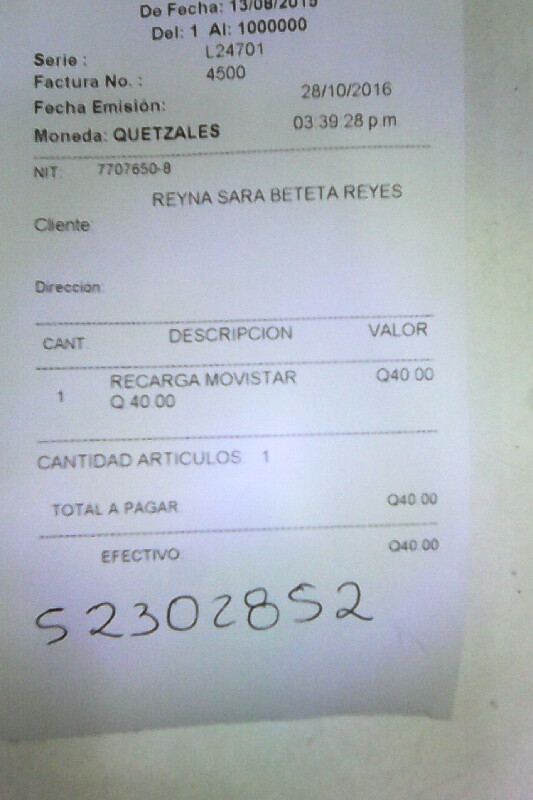 De Fecha: 13/08/2015
Del: 1 Al: 1000000
Serie : L24701
Factura No. : 4500
Fecha Emisión: 28/10/2016
Moneda: QUETZALES 03:39:28 p.m.
NIT: 7707650-8
REYNA SARA BETETA REYES
Cliente:
Dirección:
CANT. DESCRIPCION VALOR
1 RECARGA MOVISTAR Q40.00
Q 40.00
CANTIDAD ARTICULOS: 1
TOTAL A PAGAR: Q40.00
EFECTIVO: Q40.00
52302852